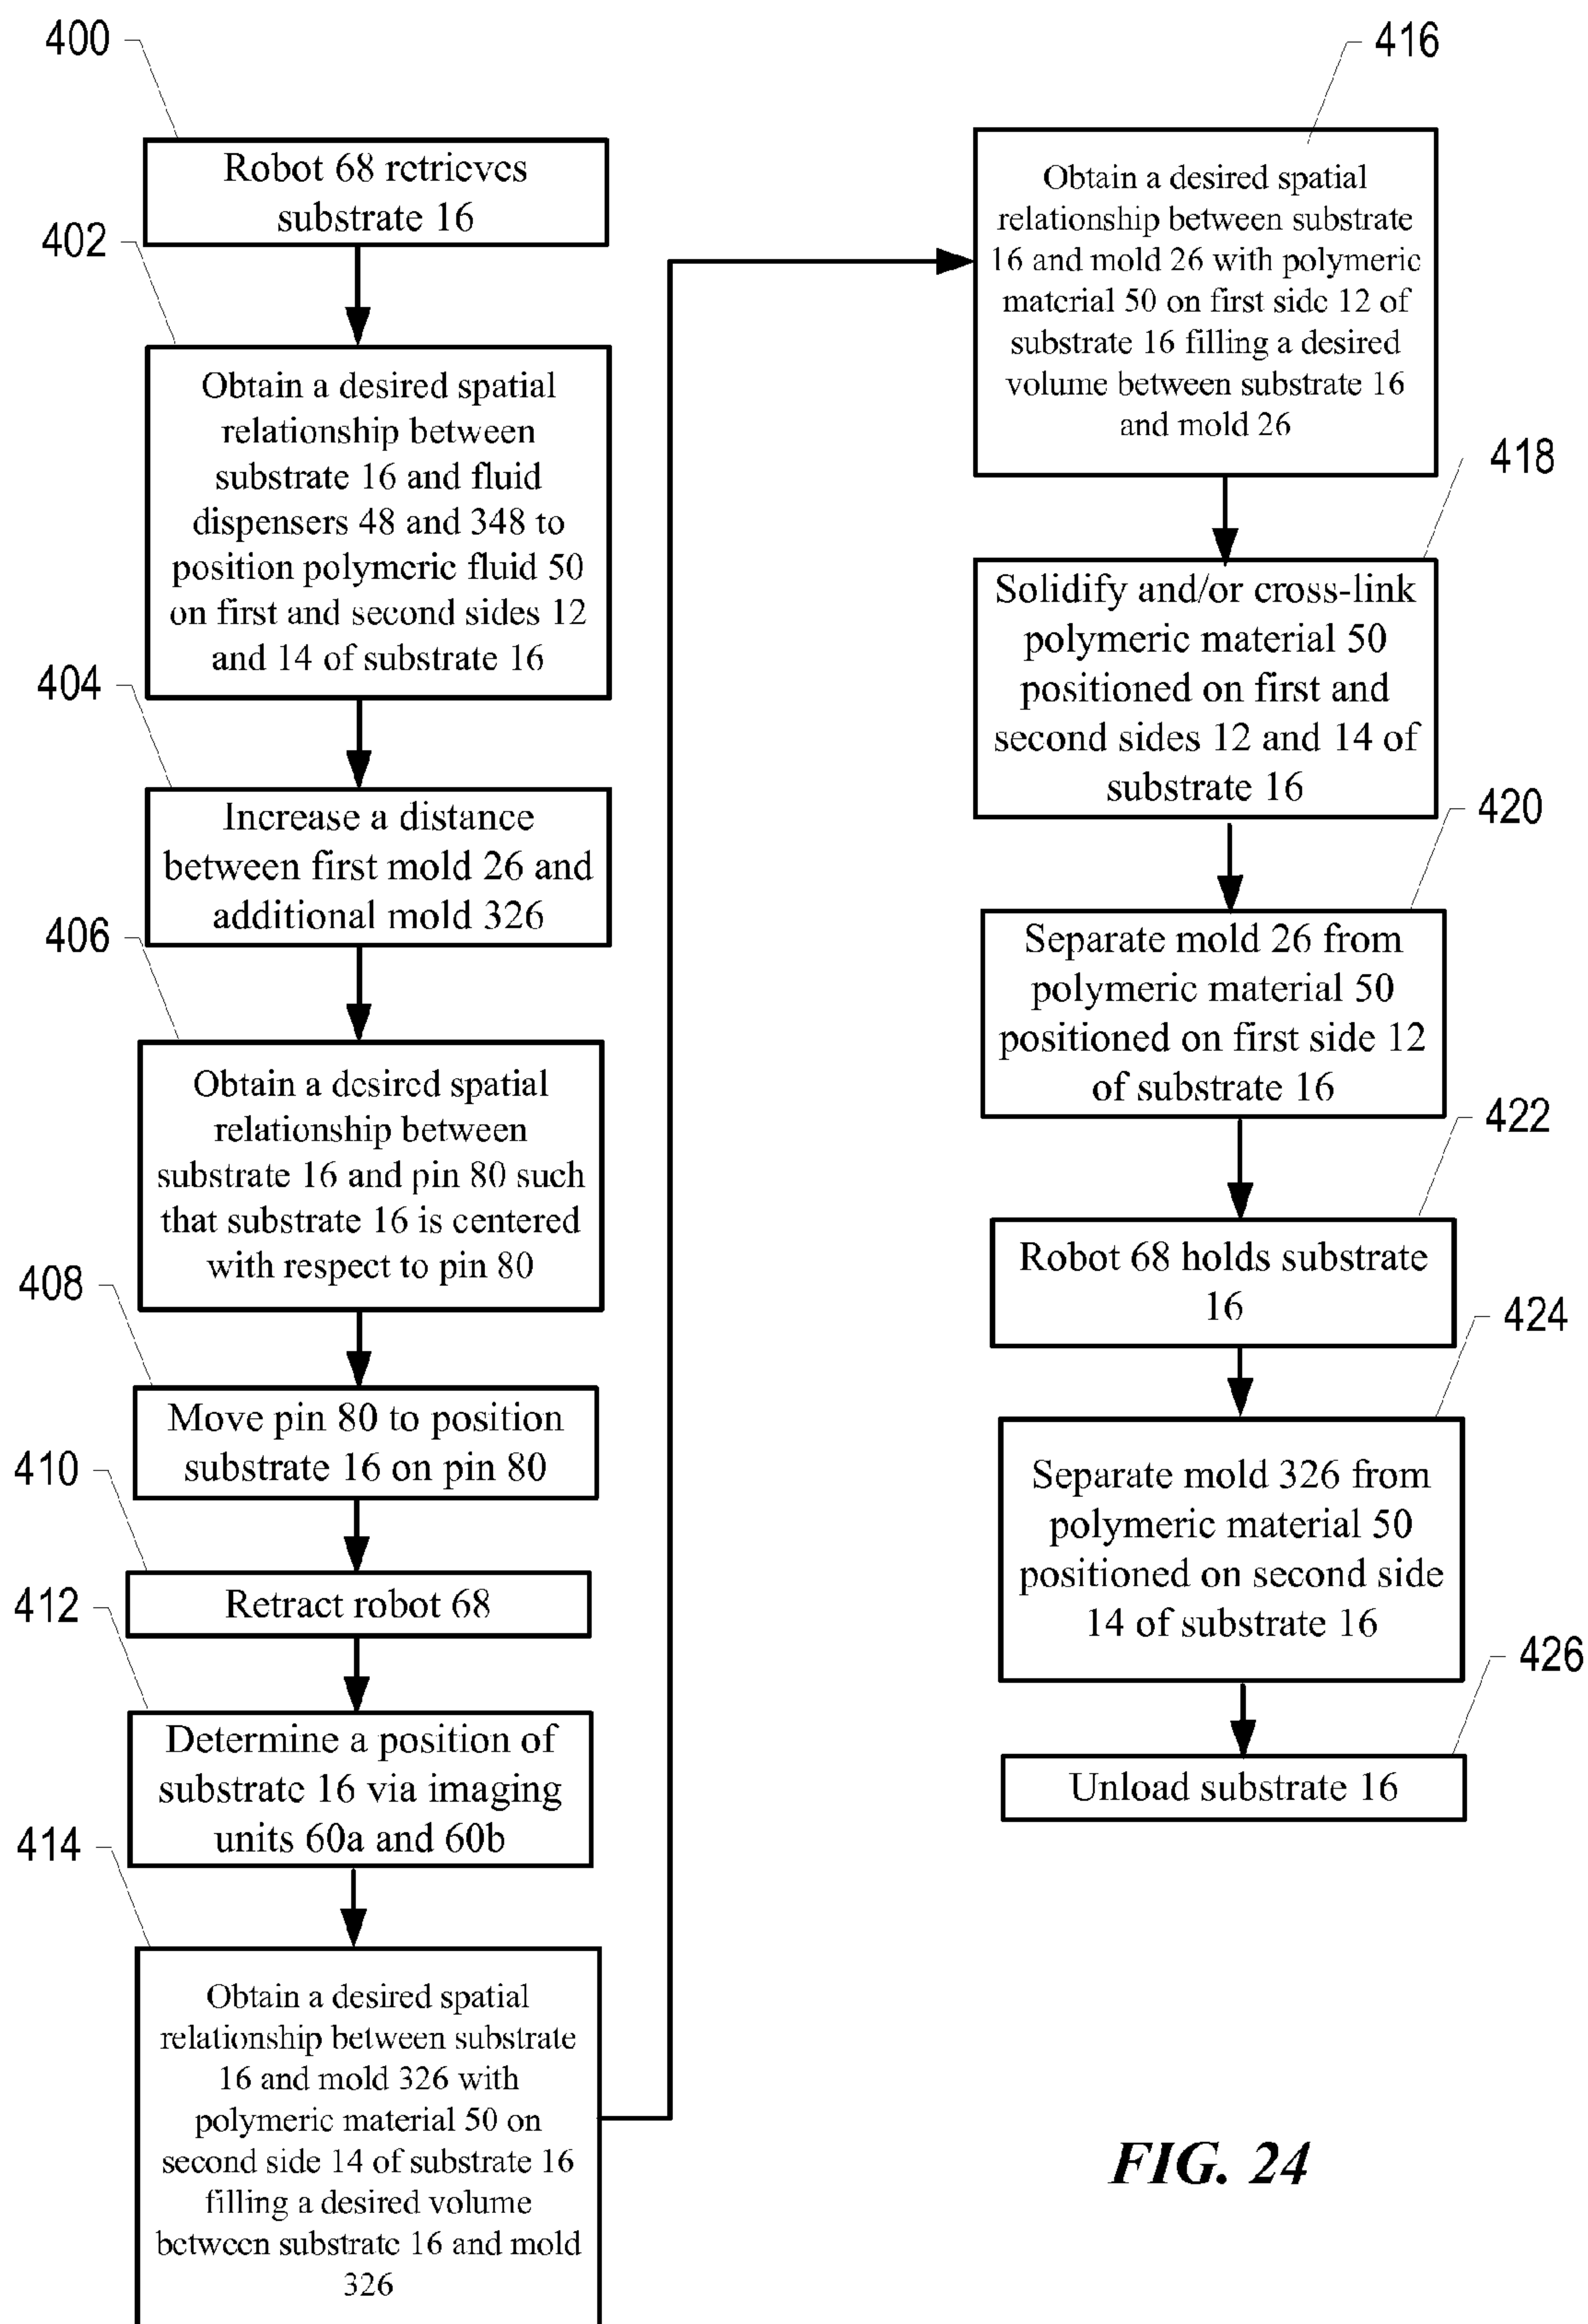 400
Robot 68 retrieves
substrate 16
402
Obtain a desired spatial
relationship between
substrate 16 and fluid
dispensers 48 and 348 to
position polymeric fluid 50
on first and second sides 12
and 14 of substrate 16
404
Increase a distance
between first mold 26 and
additional mold 326
406
Obtain a desired spatial
relationship between
substrate 16 and pin 80 such
that substrate 16 is centered
with respect to pin 80
408
Move pin 80 to position
substrate 16 on pin 80
410
Retract robot 68
412
Determine a position of
substrate 16 via imaging
units 60a and 60b
414
Obtain a desired spatial
relationship between substrate
16 and mold 326 with
polymeric material 50 on
second side 14 of substrate 16
filling a desired volume
between substrate 16 and mold
326
416
Obtain a desired spatial
relationship between substrate
16 and mold 26 with polymeric
material 50 on first side 12 of
substrate 16 filling a desired
volume between substrate 16
and mold 26
418
Solidify and/or cross-link
polymeric material 50
positioned on first and
second sides 12 and 14 of
substrate 16
420
Separate mold 26 from
polymeric material 50
positioned on first side 12
of substrate 16
422
Robot 68 holds substrate
16
424
Separate mold 326 from
polymeric material 50
positioned on second side
14 of substrate 16
426
Unload substrate 16
FIG. 24